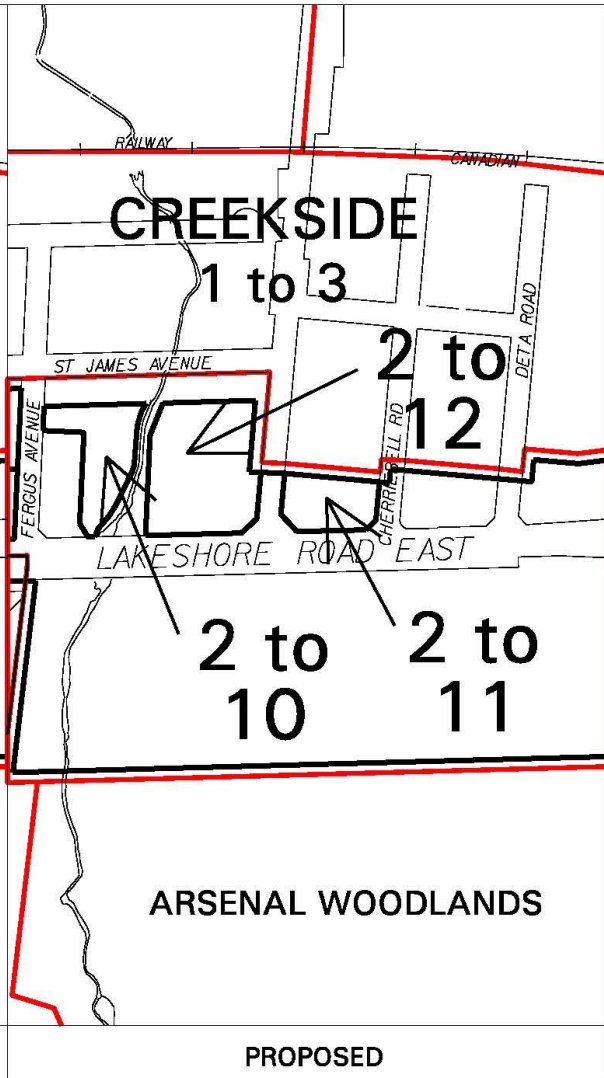 RAILWAY
CANADIAN
CREEKSIDE
1 to 3
DETA ROAD
ST JAMES AVENUE
2 to
12
FERGUS AVENUE
CHERRIEBELL RD
LAKESHORE ROAD EAST
2 to
10
2 to
11
ARSENAL WOODLANDS
PROPOSED